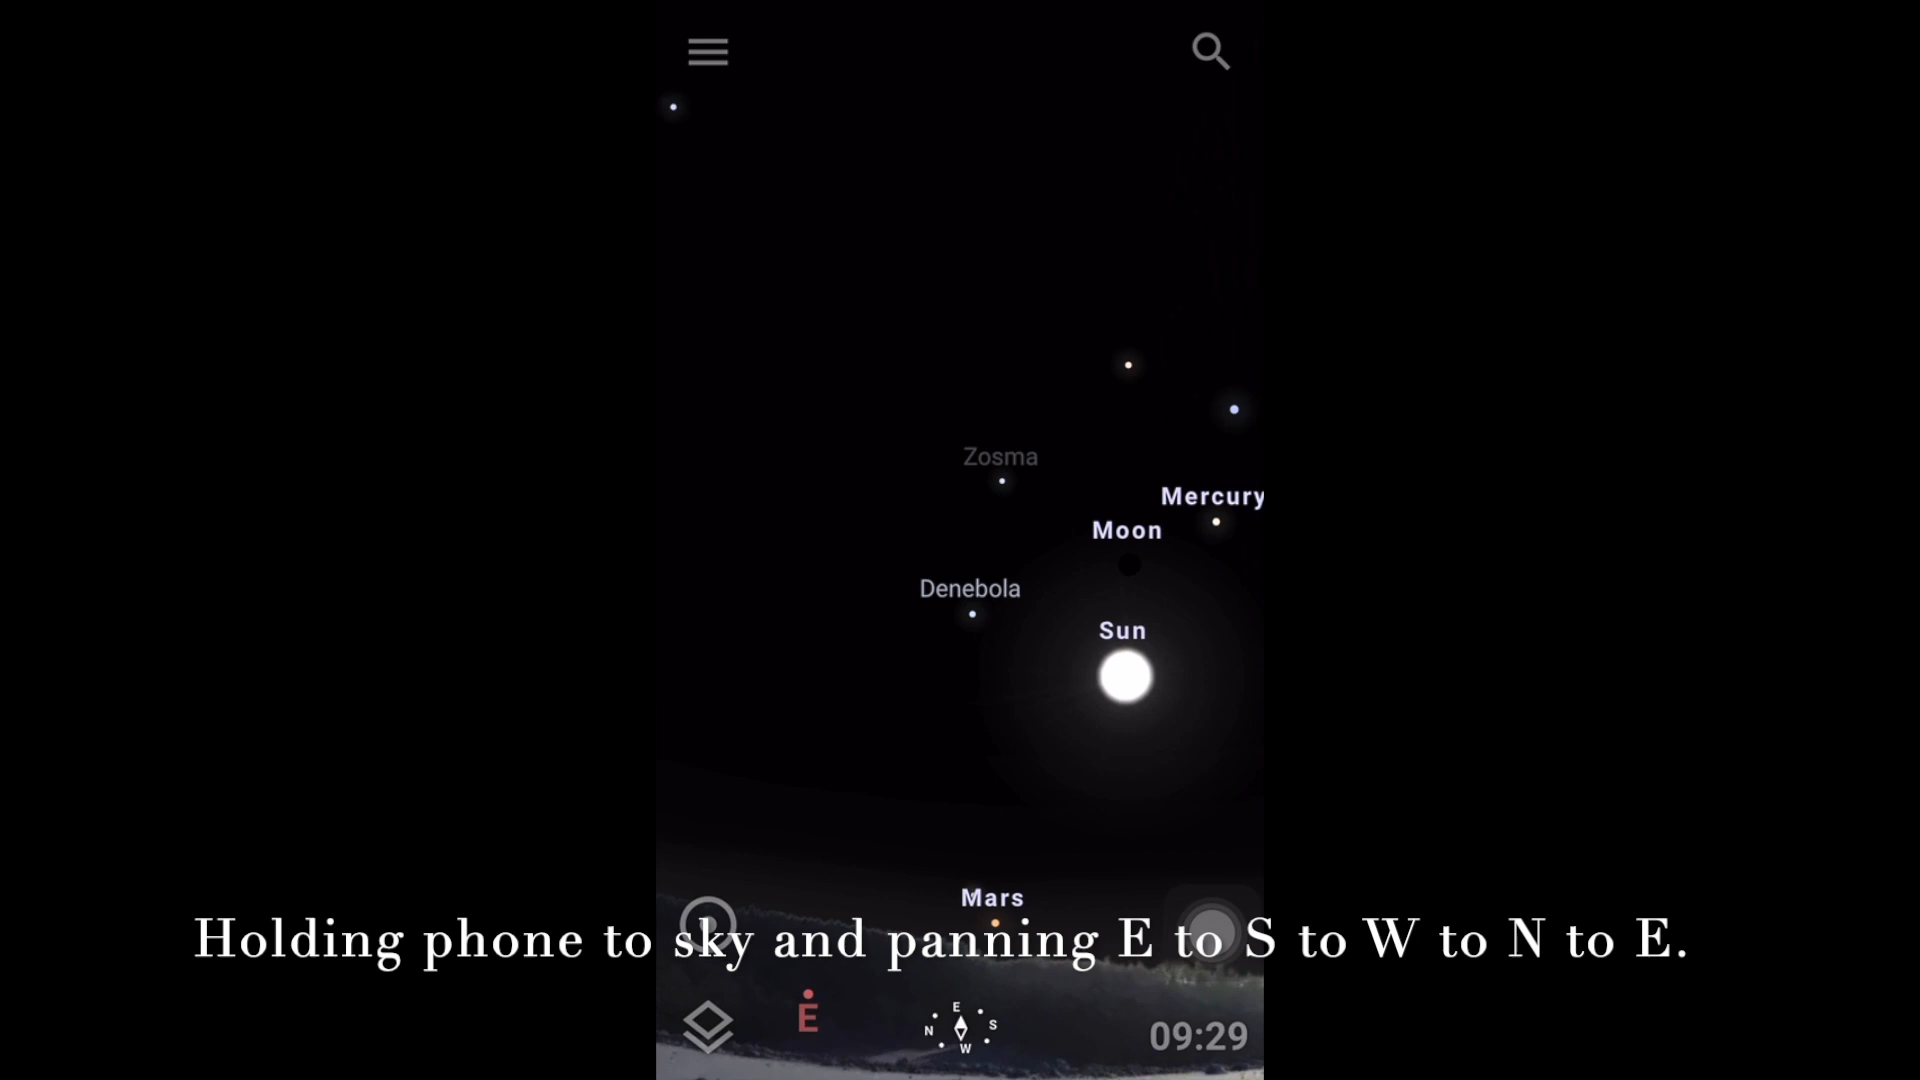 Zosma
Mercury
Moon
Denebola
Sun
Mars
Holding phone to sky and panning E to S to W to N to E.
E
E
N
S
W
09:29